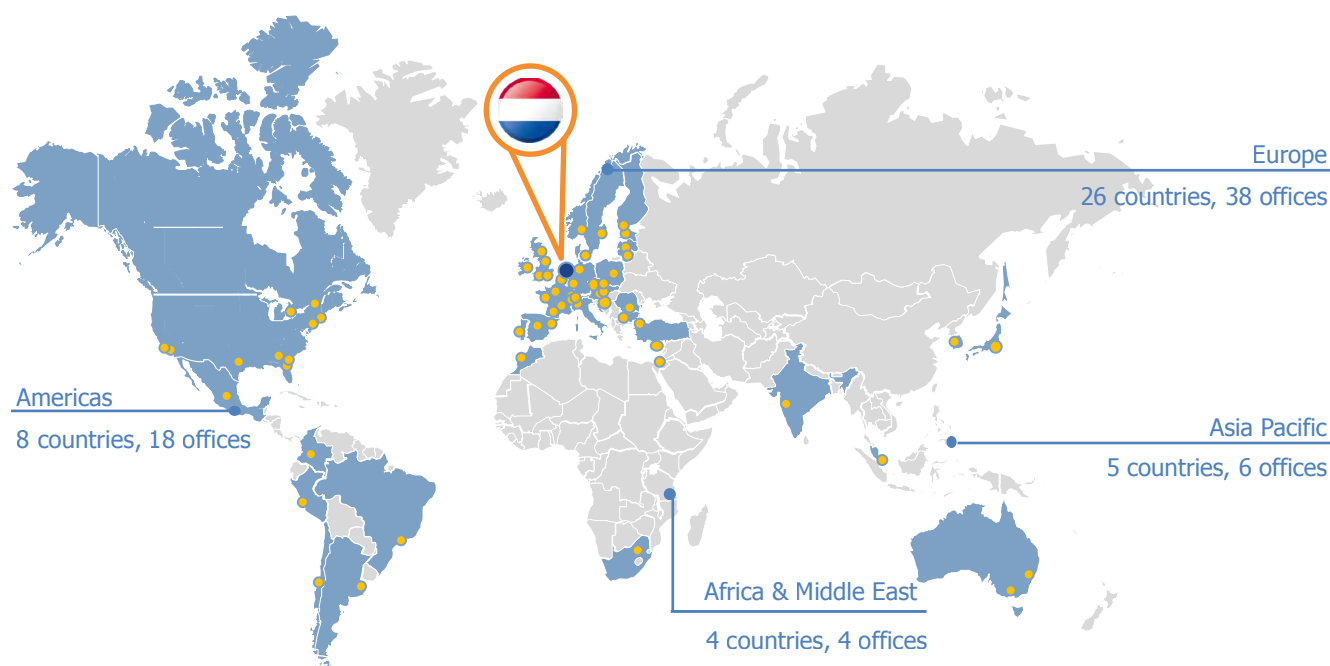 Europe
26 countries, 38 offices
Americas
8 countries, 18 offices
Asia Pacific
5 countries, 6 offices
Africa & Middle East
4 countries, 4 offices